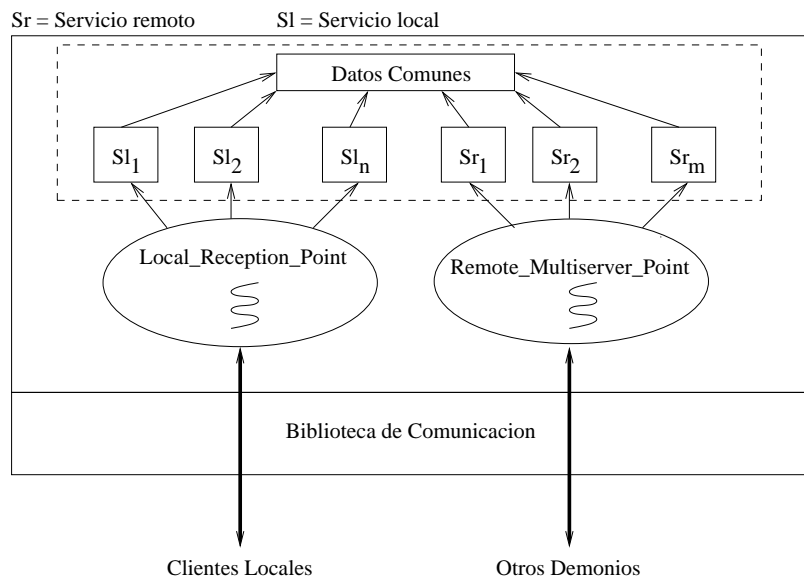 Sr = Servicio remoto Sl = Servicio local
Datos Comunes
Sl1 Sl2 Sln Sr1 Sr2 Srm
Local_Reception_Point
Remote_Multiserver_Point
Biblioteca de Comunicacion
Clientes Locales Otros Demonios